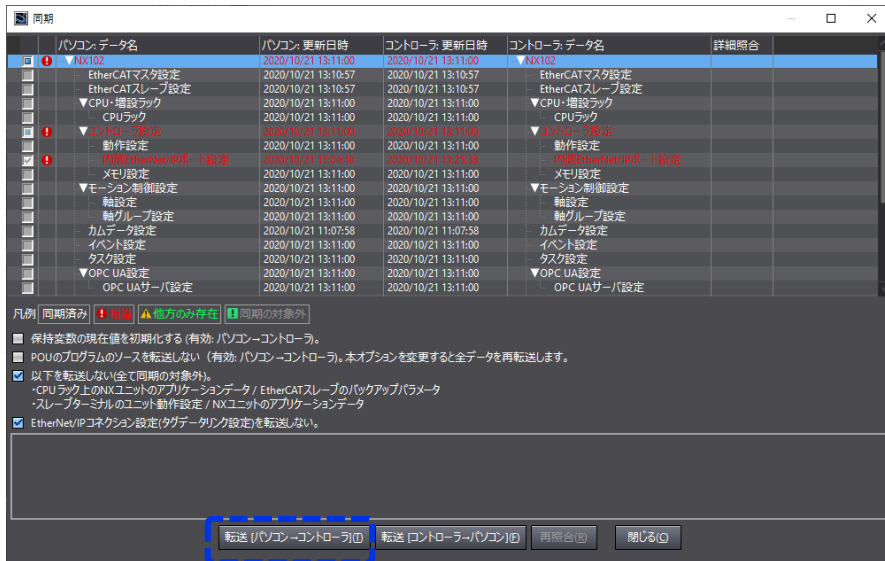 同期
パソコン: データ名 パソコン: 更新日時 コントローラ: 更新日時 コントローラ: データ名 詳細照合
▼NX102 2020/10/21 13:11:00 2020/10/21 13:11:00 ▼NX102
EtherCATマスタ設定 2020/10/21 13:10:57 2020/10/21 13:10:57 EtherCATマスタ設定
EtherCATスレーブ設定 2020/10/21 13:10:57 2020/10/21 13:10:57 EtherCATスレーブ設定
▼CPU・増設ラック 2020/10/21 13:11:00 2020/10/21 13:11:00 ▼CPU・増設ラック
CPUラック 2020/10/21 13:11:00 2020/10/21 13:11:00 CPUラック
▼コントローラ設定 2020/10/21 13:11:00 2020/10/21 13:11:00 ▼コントローラ設定
動作設定 2020/10/21 13:11:00 2020/10/21 13:11:00 動作設定
内蔵EtherNet/IPポート設定 2020/10/21 15:04:48 2020/10/21 13:25:38 内蔵EtherNet/IPポート設定
メモリ設定 2020/10/21 13:11:00 2020/10/21 13:11:00 メモリ設定
▼モーション制御設定 2020/10/21 13:11:00 2020/10/21 13:11:00 ▼モーション制御設定
軸設定 2020/10/21 13:11:00 2020/10/21 13:11:00 軸設定
軸グループ設定 2020/10/21 13:11:00 2020/10/21 13:11:00 軸グループ設定
カムデータ設定 2020/10/21 11:07:58 2020/10/21 11:07:58 カムデータ設定
イベント設定 2020/10/21 13:11:00 2020/10/21 13:11:00 イベント設定
タスク設定 2020/10/21 13:11:00 2020/10/21 13:11:00 タスク設定
▼OPC UA設定 2020/10/21 13:11:00 2020/10/21 13:11:00 ▼OPC UA設定
OPC UAサーバ設定 2020/10/21 13:11:00 2020/10/21 13:11:00 OPC UAサーバ設定
凡例 同期済み 相違 他方のみ存在 同期の対象外
保持変数の現在値を初期化する (有効: パソコン→コントローラ)。
POUのプログラムのソースを転送しない (有効: パソコン→コントローラ)。本オプションを変更すると全データを再転送します。
以下を転送しない(全て同期の対象外)。
・CPUラック上のNXユニットのアプリケーションデータ / EtherCATスレーブのバックアップパラメータ
・スレーブターミナルのユニット動作設定 / NXユニットのアプリケーションデータ
EtherNet/IPコネクション設定(タグデータリンク設定)を転送しない。
転送 [パソコン→コントローラ](T) 転送 [コントローラ→パソコン](F) 再照合(R) 閉じる(C)